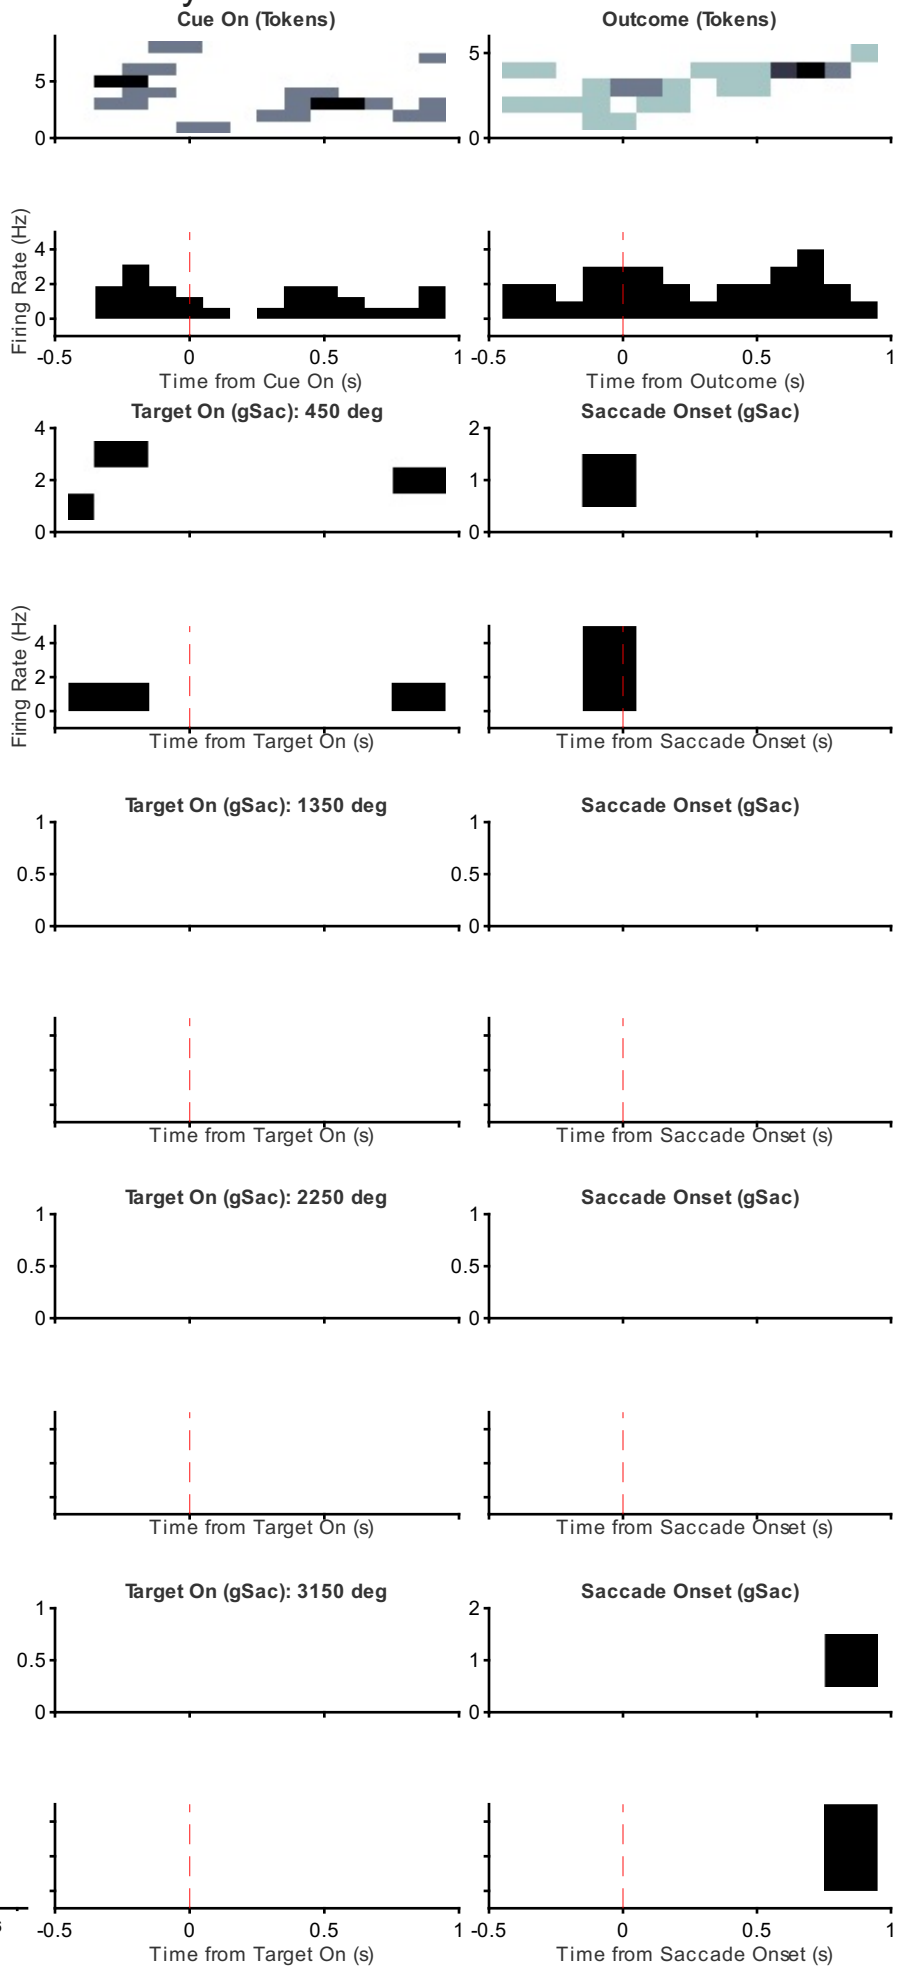 Cue On (Tokens) Outcome (Tokens)
5 5
0 0
Firing Rate (Hz)
4
2
0
-0.5 0 0.5 1 -0.5 0 0.5 1
Time from Cue On (s) Time from Outcome (s)
Target On (gSac): 450 deg Saccade Onset (gSac)
4 2
2 1
0 0
Firing Rate (Hz)
4
2
0
Time from Target On (s) Time from Saccade Onset (s)
Target On (gSac): 1350 deg Saccade Onset (gSac)
1 1
0.5 0.5
0 0
Time from Target On (s) Time from Saccade Onset (s)
Target On (gSac): 2250 deg Saccade Onset (gSac)
1 1
0.5 0.5
0 0
Time from Target On (s) Time from Saccade Onset (s)
Target On (gSac): 3150 deg Saccade Onset (gSac)
1 2
0.5 1
0 0
-0.5 0 0.5 1 -0.5 0 0.5 1
Time from Target On (s) Time from Saccade Onset (s)